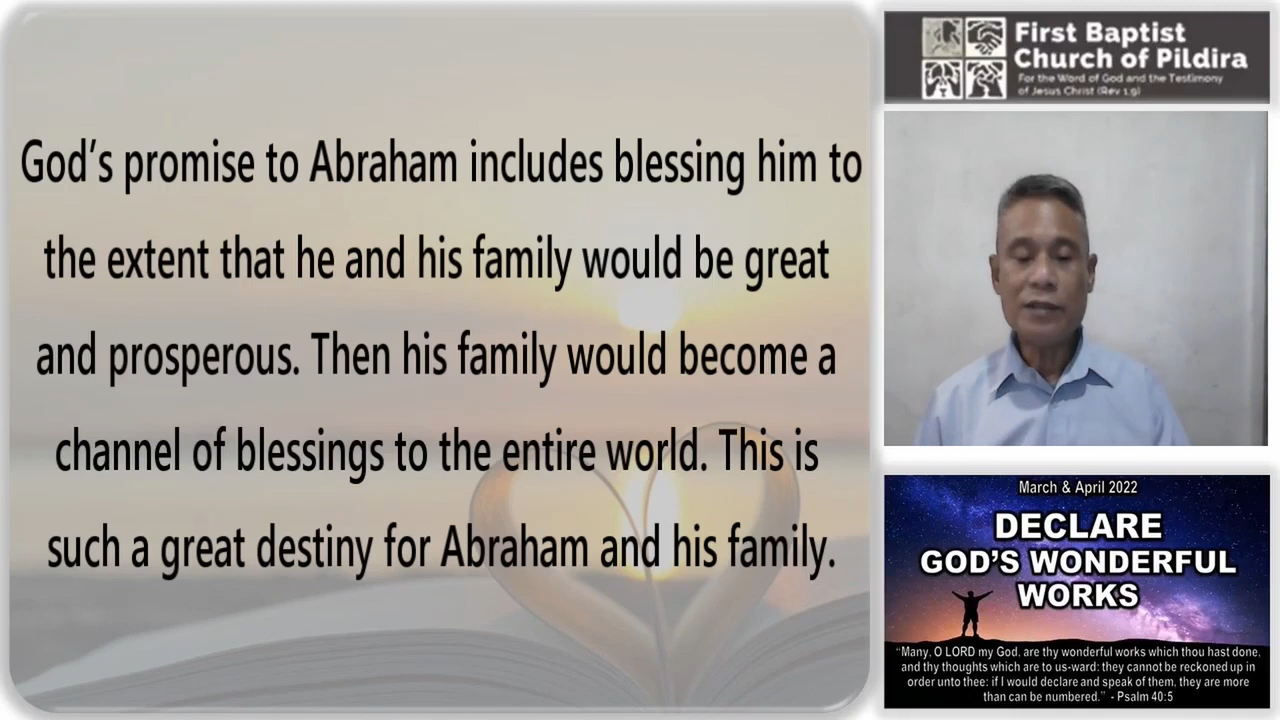 God's promise to Abraham includes blessing him to
the extent that he and his family would be great
and prosperous. Then his family would become a
channel of blessings to the entire world. This is
such a great destiny for Abraham and his family.
First Baptist
Church of Pildira
For the Word of God and the Testimony
of Jesus Christ (Rev 1:9)
March & April 2022
DECLARE
GOD'S WONDERFUL
WORKS
“Many, O LORD my God, are thy wonderful works which thou hast done,
and thy thoughts which are to us-ward: they cannot be reckoned up in
order unto thee: if I would declare and speak of them, they are more
than can be numbered.” - Psalm 40:5